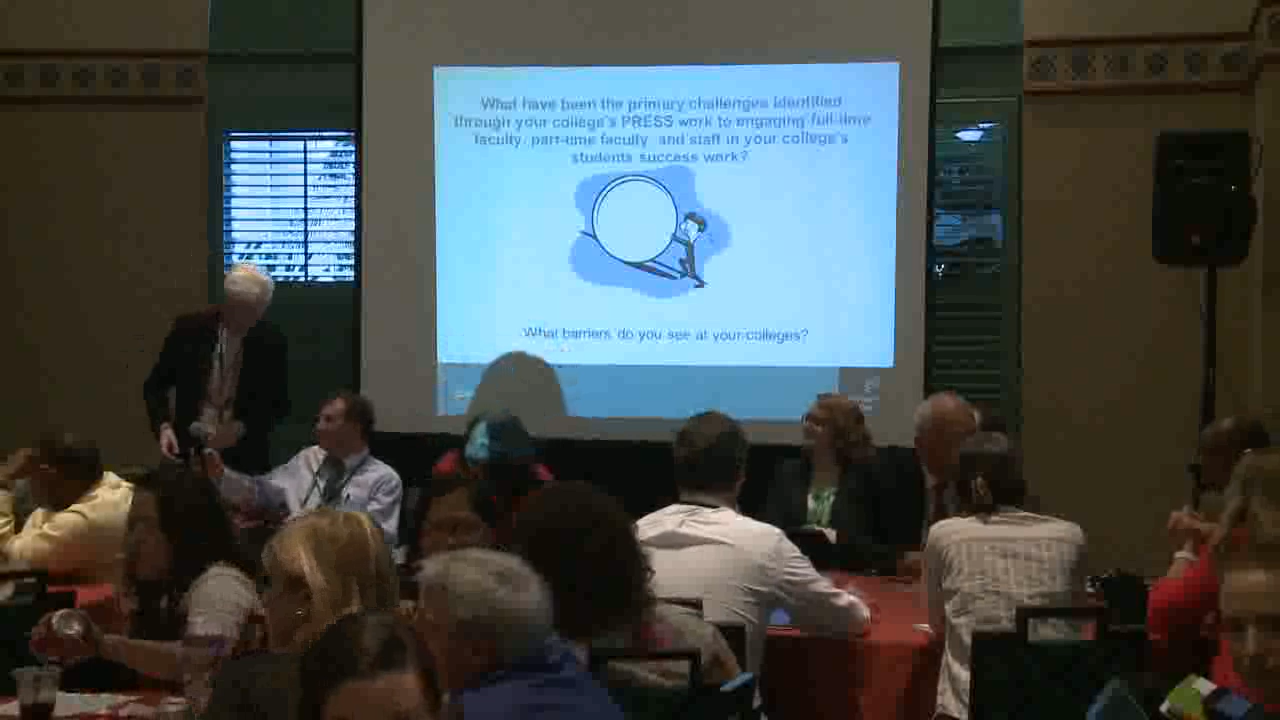 What have been the primary challenges identified
through your college's PRESS work to engaging full-time
faculty, part-time faculty and staff in your college's
students success work?
What barriers do you see at your colleges?